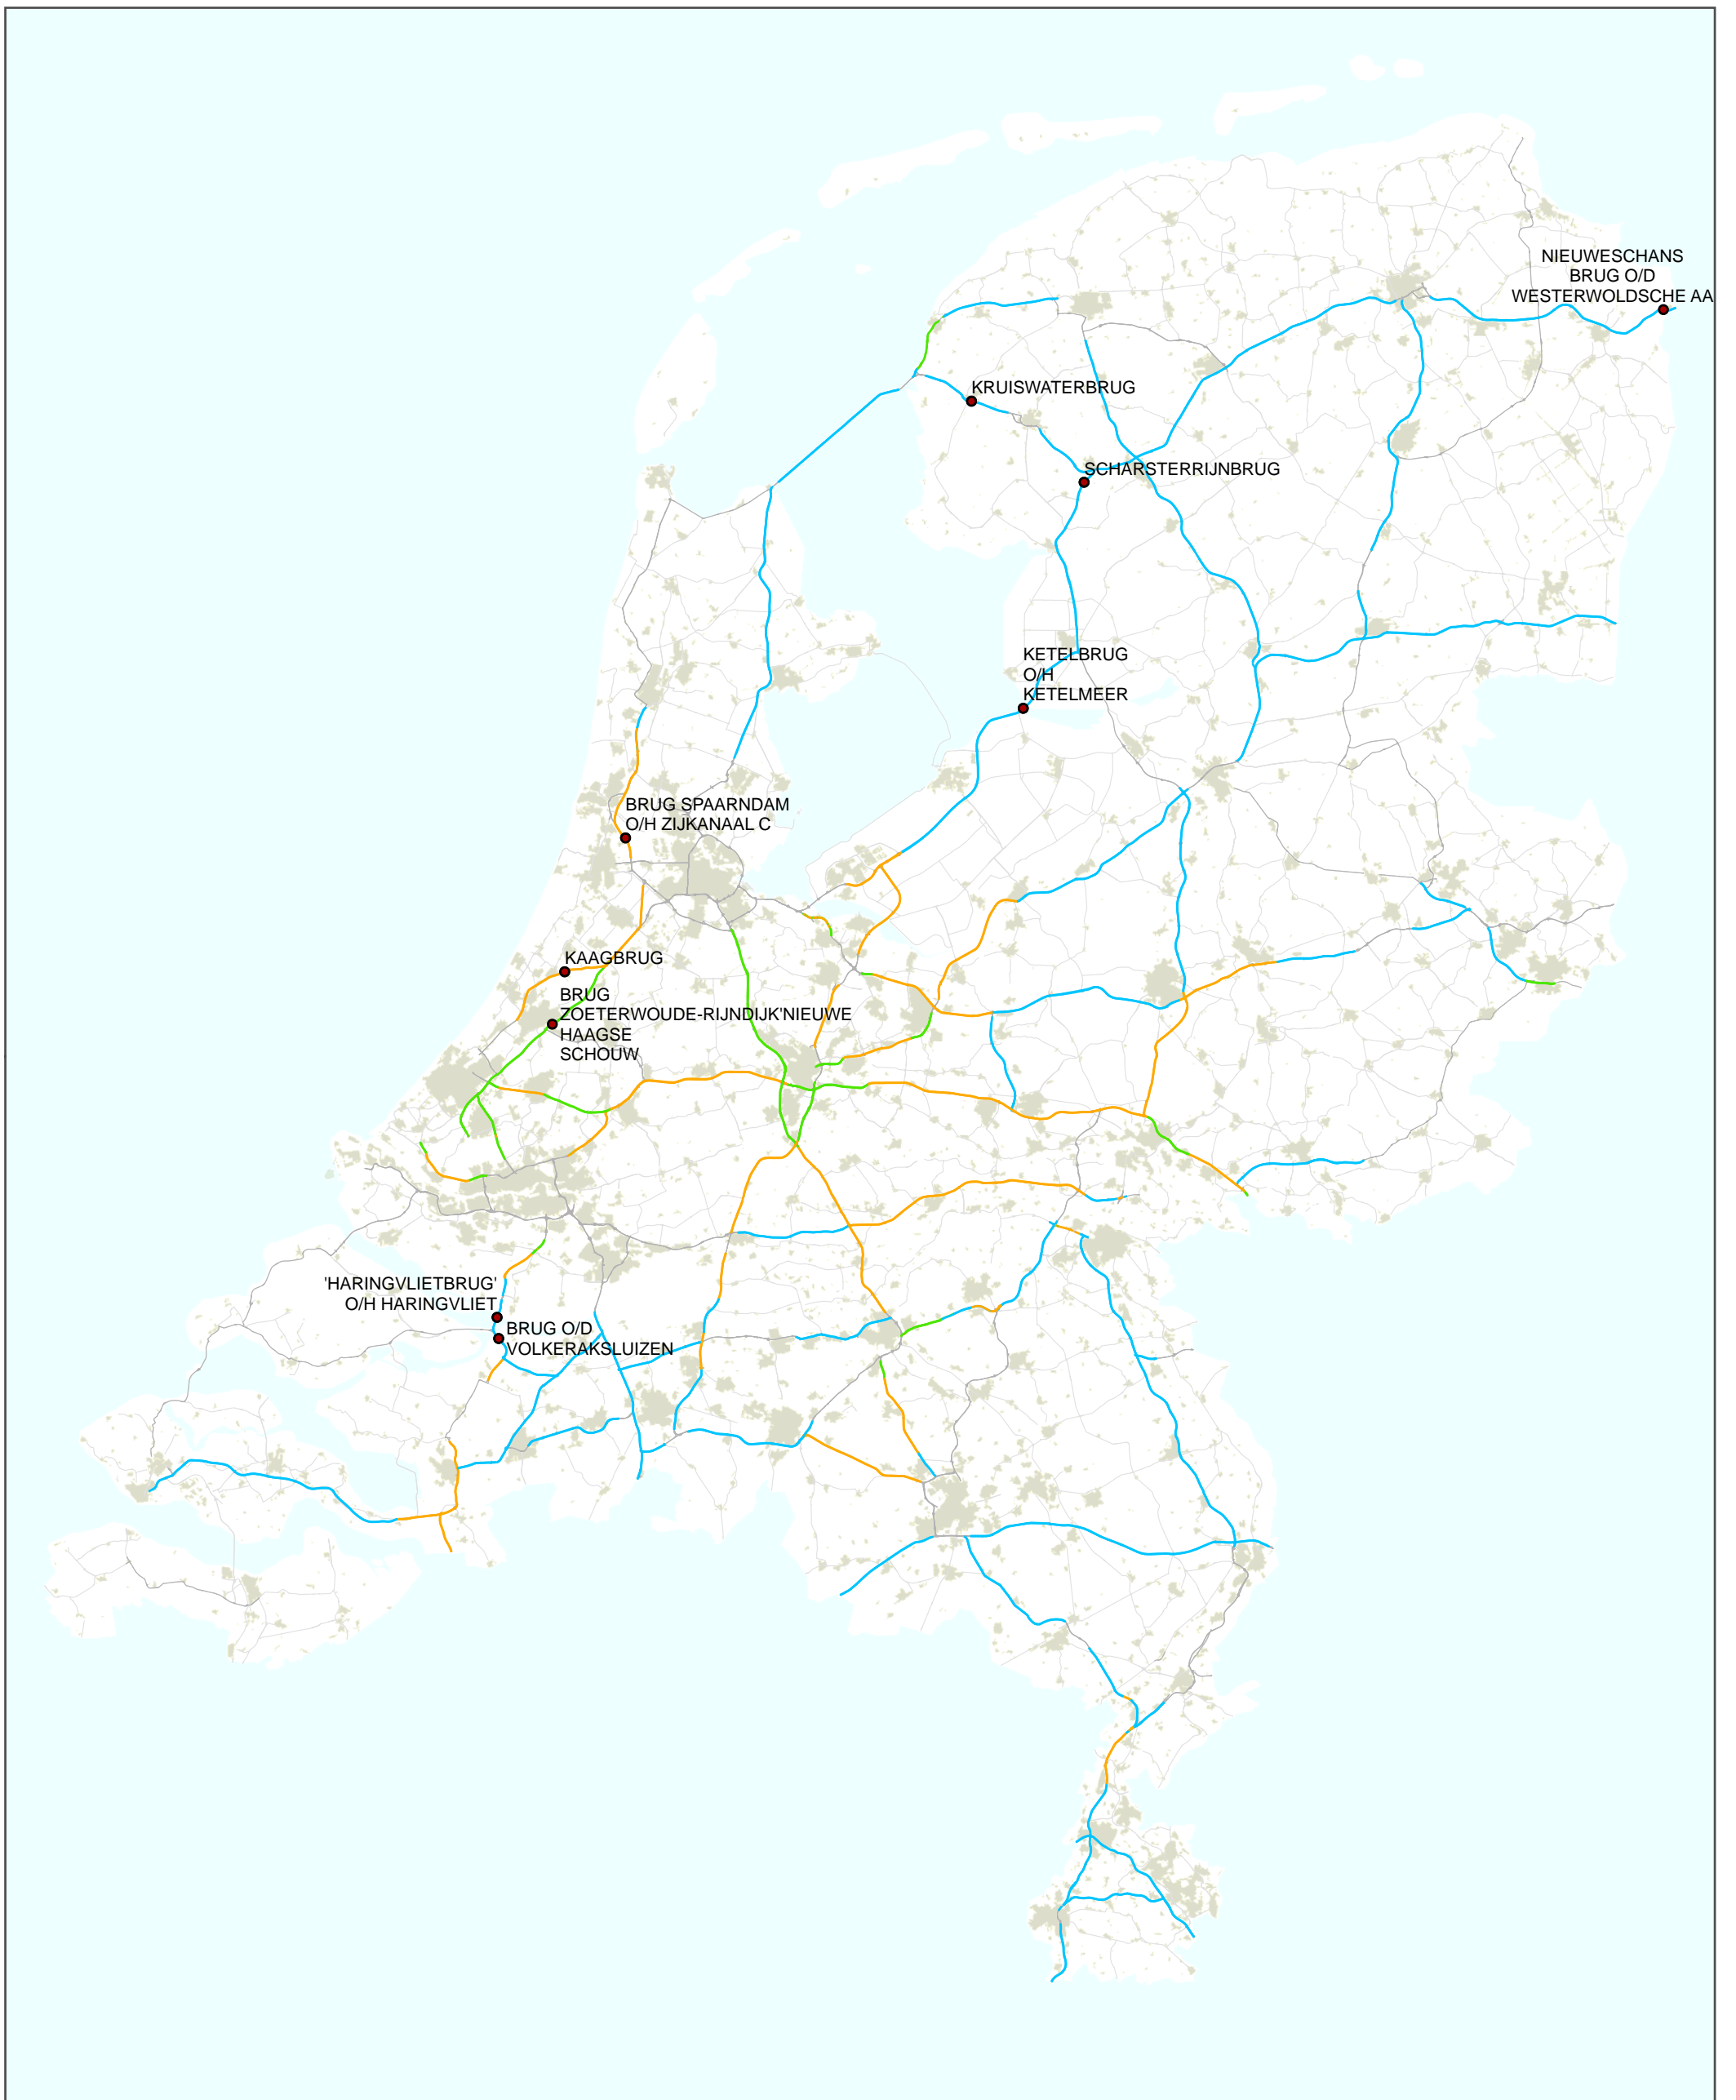 NIEUWESCHANS
BRUG O/D
WESTERWOLDSCHE AA
KRUISWATERBRUG
SCHARSTERRIJNBRUG
KETELBRUG
O/H
KETELMEER
BRUG SPAARNDAM
O/H ZIJKANAAL C
KAAGBRUG
BRUG
ZOETERWOUDE-RIJNDIJK'NIEUWE
HAAGSE
SCHOUW
'HARINGVLIETBRUG'
O/H HARINGVLIET
BRUG O/D
VOLKERAKSLUIZEN